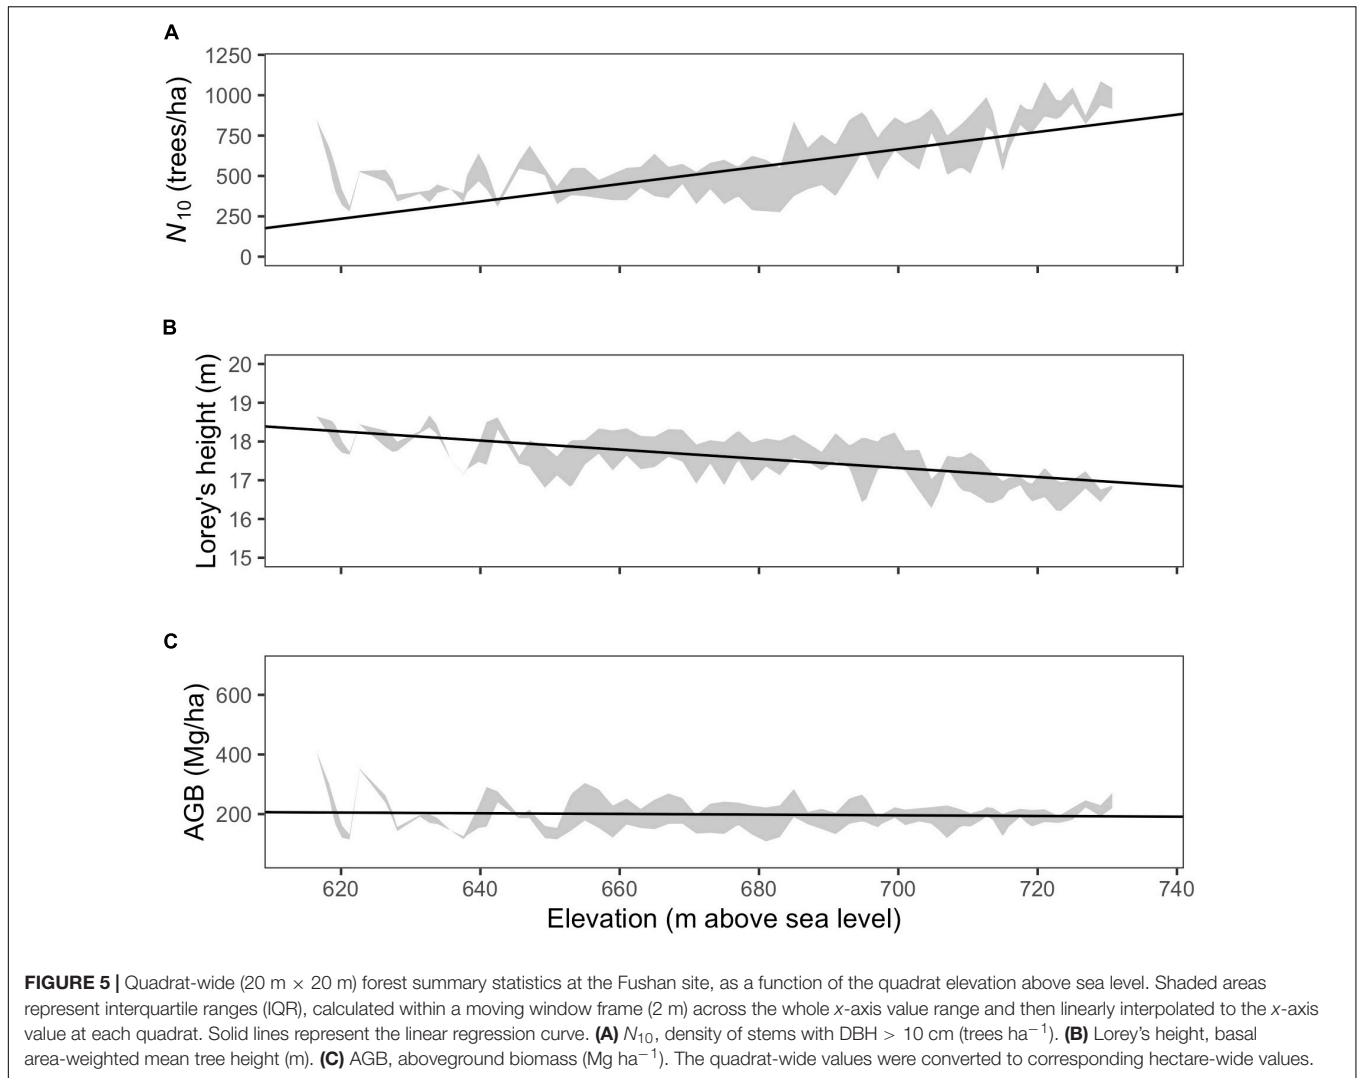 A
1250
1000
750
500
250
0
N10 (trees/ha)
B
20
19
18
17
16
15
Lorey's height (m)
C
600
400
200
AGB (Mg/ha)
620 640 660 680 700 720 740
Elevation (m above sea level)
FIGURE 5 | Quadrat-wide (20 m × 20 m) forest summary statistics at the Fushan site, as a function of the quadrat elevation above sea level. Shaded areas
represent interquartile ranges (IQR), calculated within a moving window frame (2 m) across the whole x-axis value range and then linearly interpolated to the x-axis
value at each quadrat. Solid lines represent the linear regression curve. (A) N10, density of stems with DBH > 10 cm (trees ha−1). (B) Lorey's height, basal
area-weighted mean tree height (m). (C) AGB, aboveground biomass (Mg ha−1). The quadrat-wide values were converted to corresponding hectare-wide values.